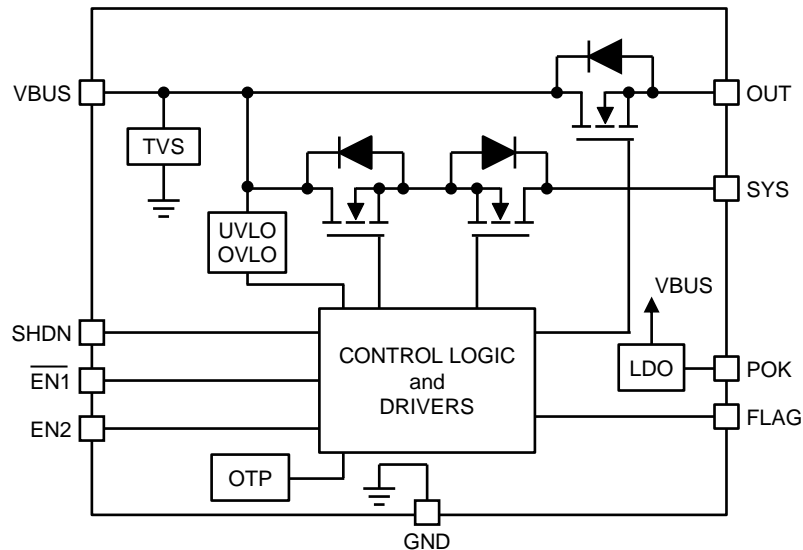 VBUS
OUT
TVS
SYS
UVLO
OVLO
VBUS
SHDN
CONTROL LOGIC
and
DRIVERS
LDO
POK
EN1
FLAG
EN2
OTP
GND